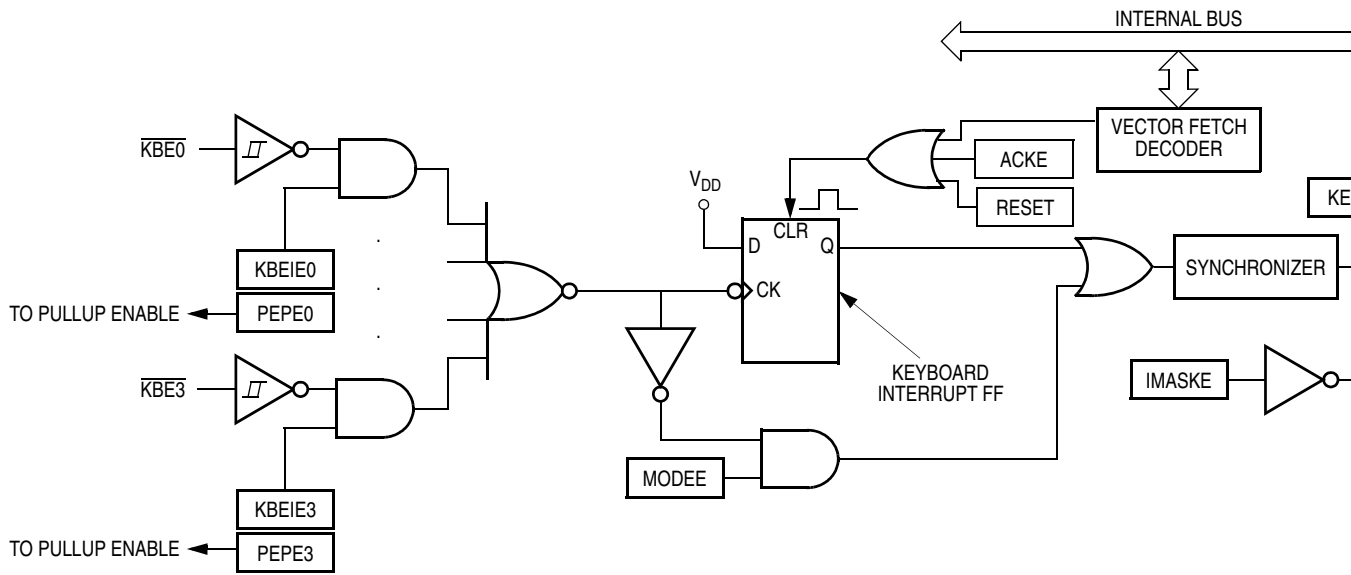 INTERNAL BUS
VECTOR FETCH
DECODER
KBE0
ACKE
VDD
RESET
KE
CLR
D
Q
KBEIE0
SYNCHRONIZER
CK
TO PULLUP ENABLE
PEPE0
KBE3
KEYBOARD
INTERRUPT FF
IMASKE
MODEE
KBEIE3
TO PULLUP ENABLE
PEPE3